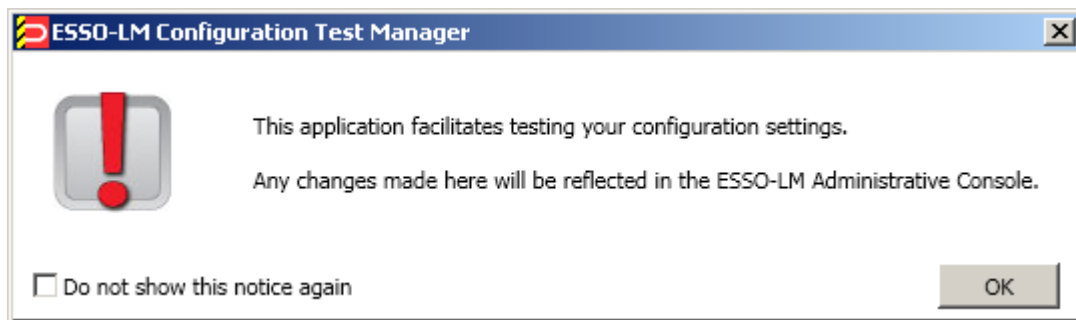 ESSO-LM Configuration Test Manager
This application facilitates testing your configuration settings.
Any changes made here will be reflected in the ESSO-LM Administrative Console.
Do not show this notice again
OK